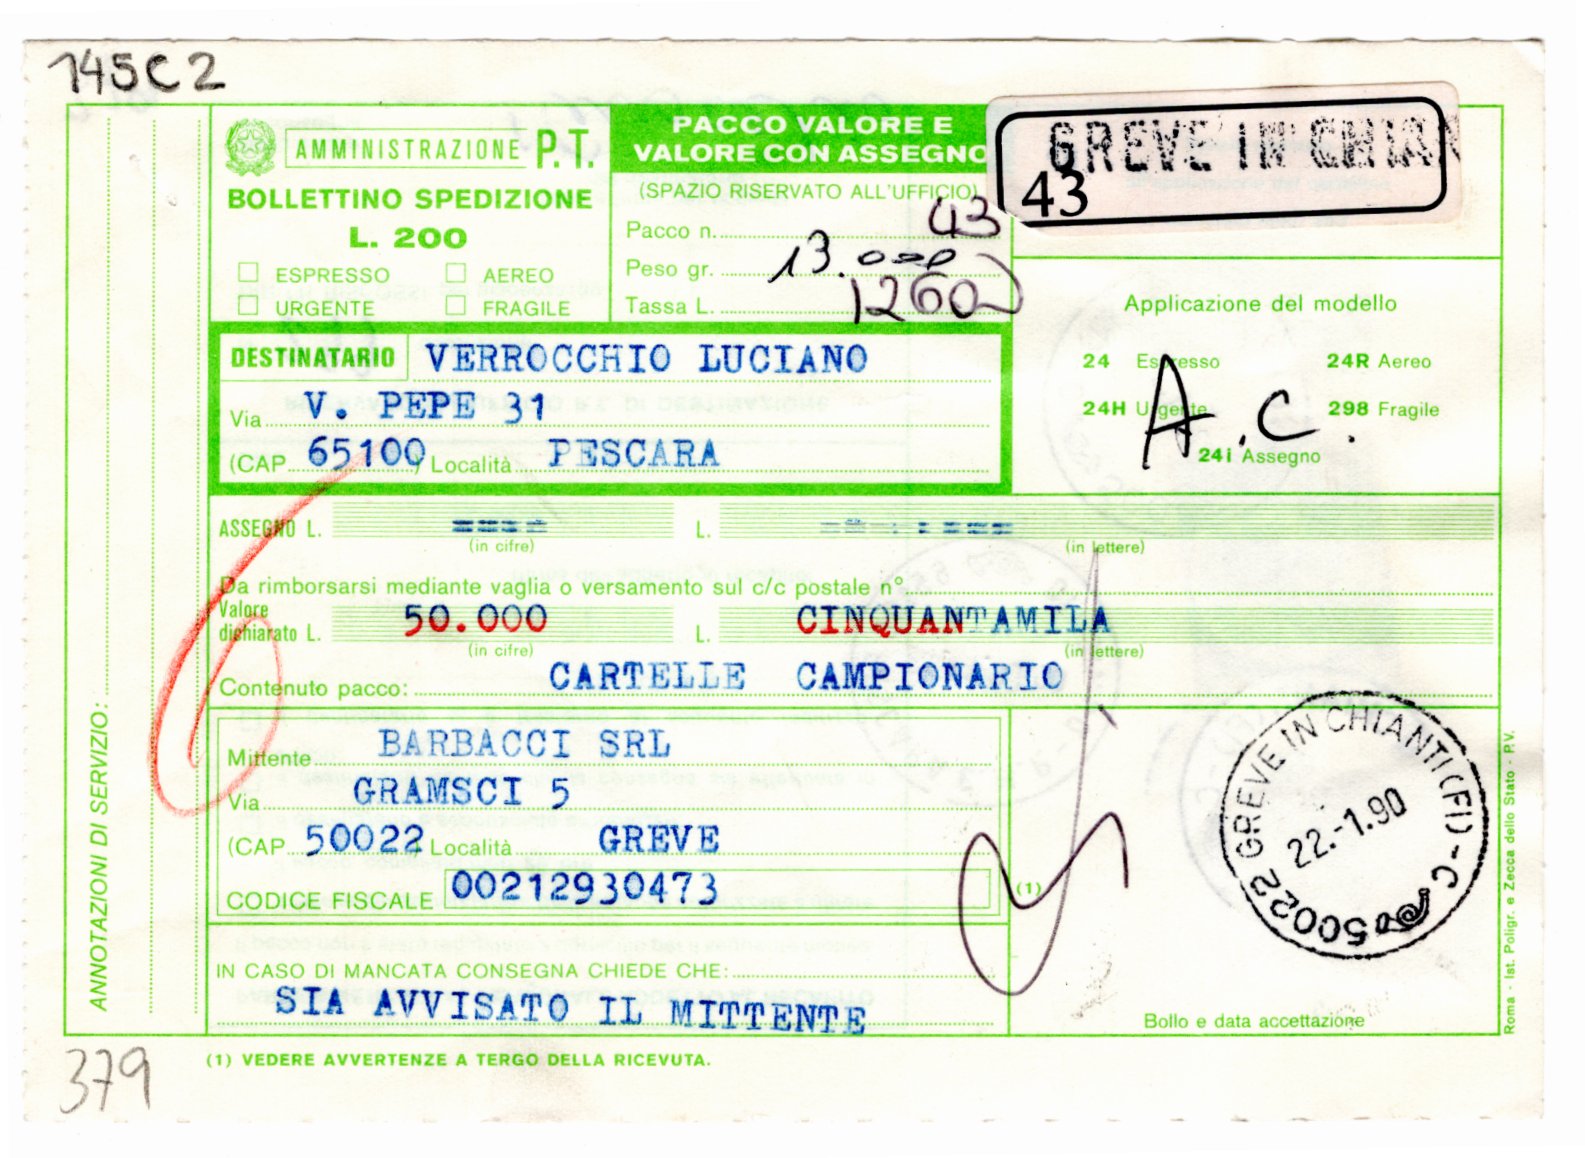 145C2
AMMINISTRAZIONE P.T.
BOLLETTINO SPEDIZIONE
L. 200
ESPRESSO AEREO
URGENTE FRAGILE
PACCO VALORE E
VALORE CON ASSEGNO
(SPAZIO RISERVATO ALL'UFFICIO)
Pacco n. 43
Peso gr. 13.000
Tassa L. 12600
GREVE IN CHIAN
43
Applicazione del modello
24 Espresso 24R Aereo
24H Urgente 298 Fragile
24i Assegno
A.C.
DESTINATARIO VERROCCHIO LUCIANO
Via V. PEPE 31
(CAP 65100) Località PESCARA
ASSEGNO L. ==== L.
(in cifre) (in lettere)
Da rimborsarsi mediante vaglia o versamento sul c/c postale n°
Valore
dichiarato L. 50.000 L. CINQUANTAMILA
(in cifre) (in lettere)
Contenuto pacco: CARTELLE CAMPIONARIO
Mittente BARBACCI SRL
Via GRAMSCI 5
(CAP 50022) Località GREVE
CODICE FISCALE 00212930473
(1)
IN CASO DI MANCATA CONSEGNA CHIEDE CHE:
SIA AVVISATO IL MITTENTE
50022 GREVE IN CHIANTI (FI) - C
22.-1.90
Bollo e data accettazione
ANNOTAZIONI DI SERVIZIO:
Roma - Ist. Poligr. e Zecca dello Stato - P.V.
379
(1) VEDERE AVVERTENZE A TERGO DELLA RICEVUTA.